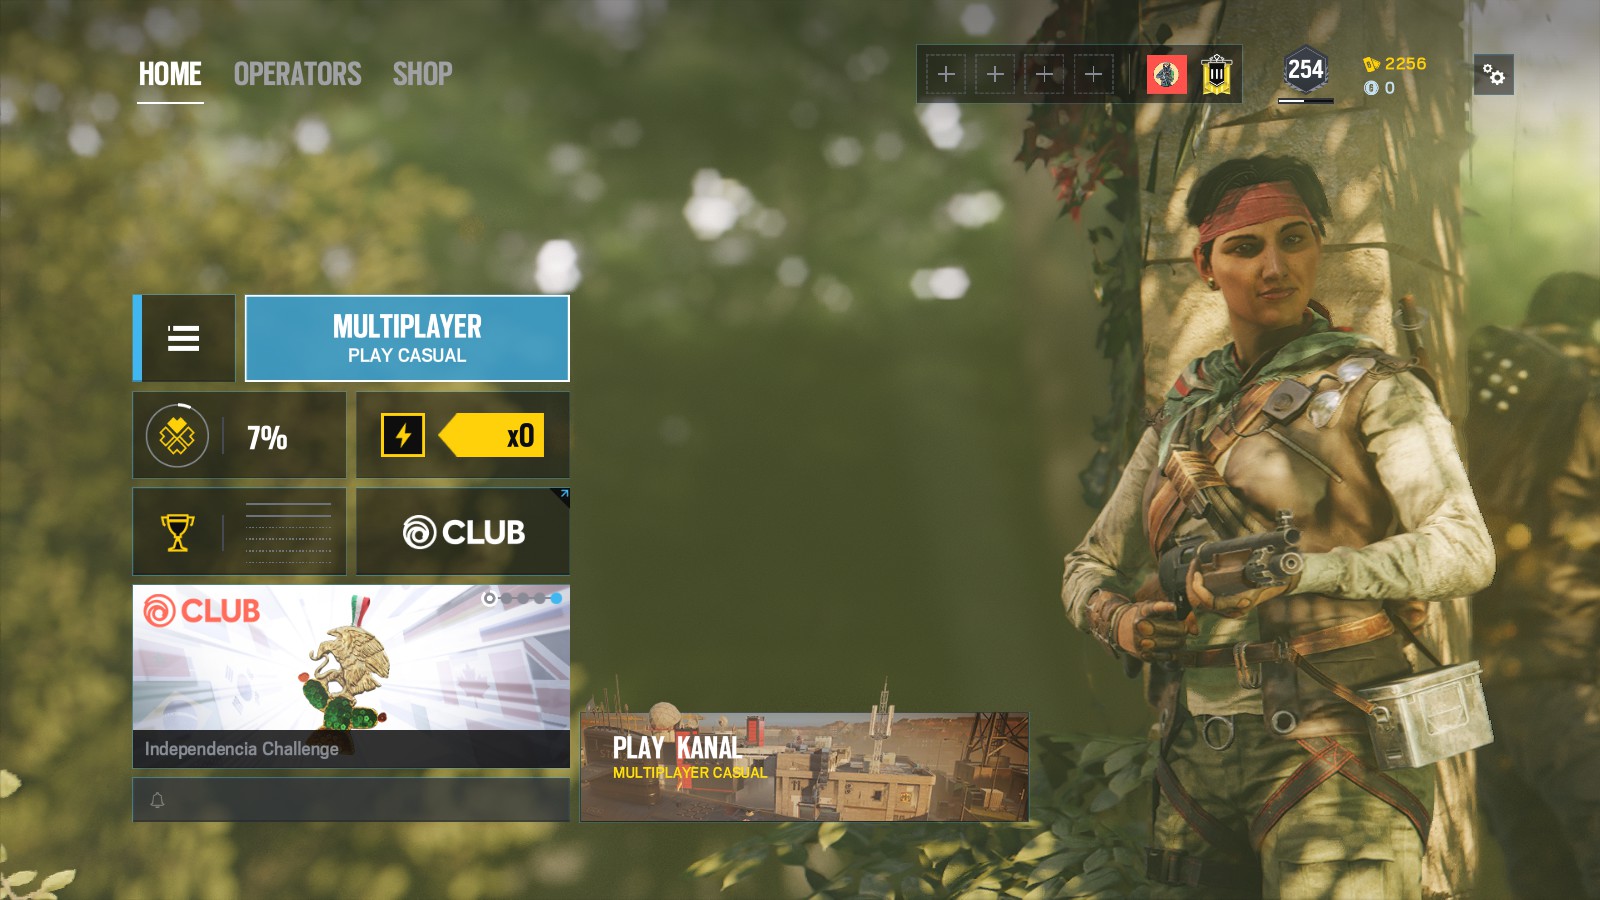 HOME OPERATORS SHOP
254
2256
0
MULTIPLAYER
PLAY CASUAL
7%
x0
CLUB
CLUB
Independencia Challenge
PLAY KANAL
MULTIPLAYER CASUAL